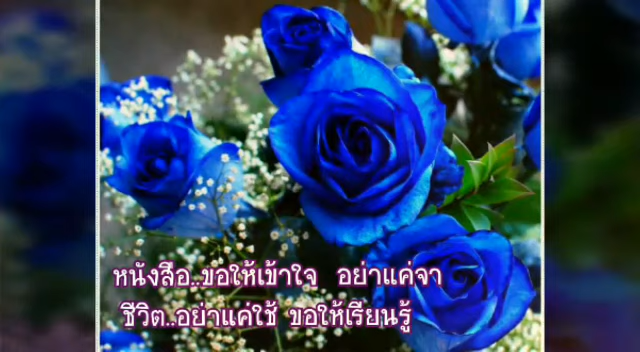 หนังสือ..ขอให้เข้าใจ อย่าแค่จา
ชีวิต..อย่าแค่ใช้ ขอให้เรียนรู้